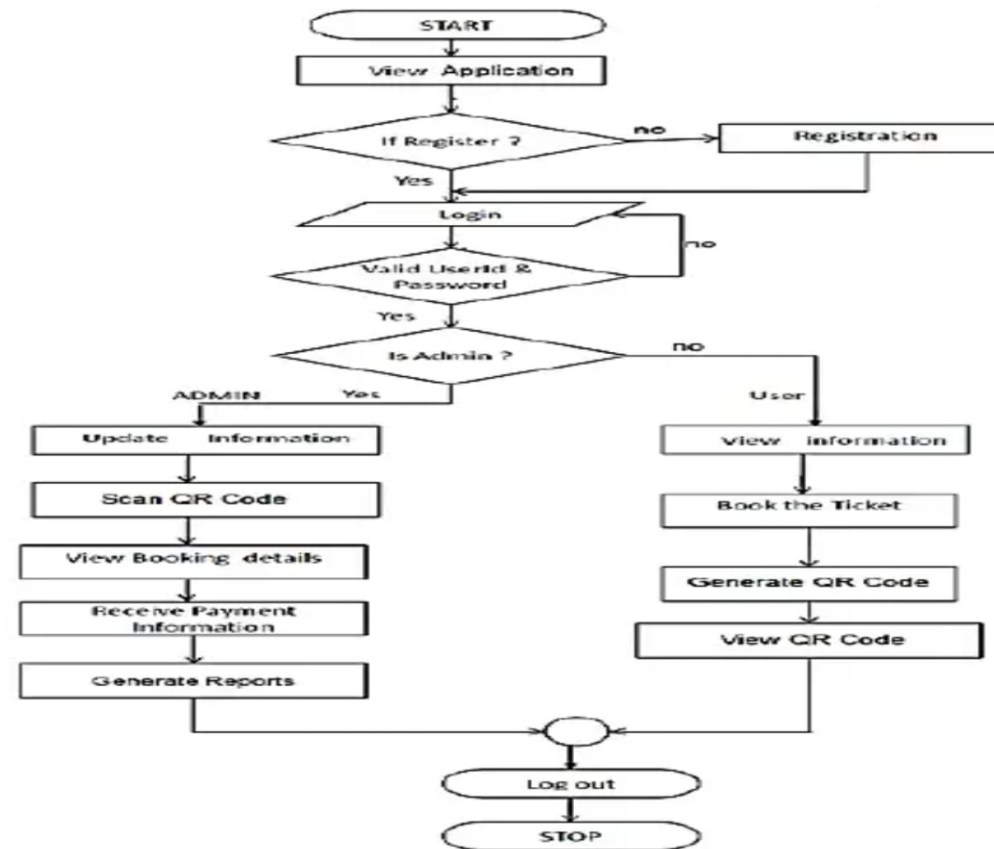 START
View Application
If Register ?
no
Registration
Yes
Login
no
Valid UserId &
Password
Yes
Is Admin ?
no
ADMIN
Yes
User
Update Information
View information
Scan QR Code
Book the Ticket
View Booking details
Generate QR Code
Receive Payment
Information
View QR Code
Generate Reports
Log out
STOP